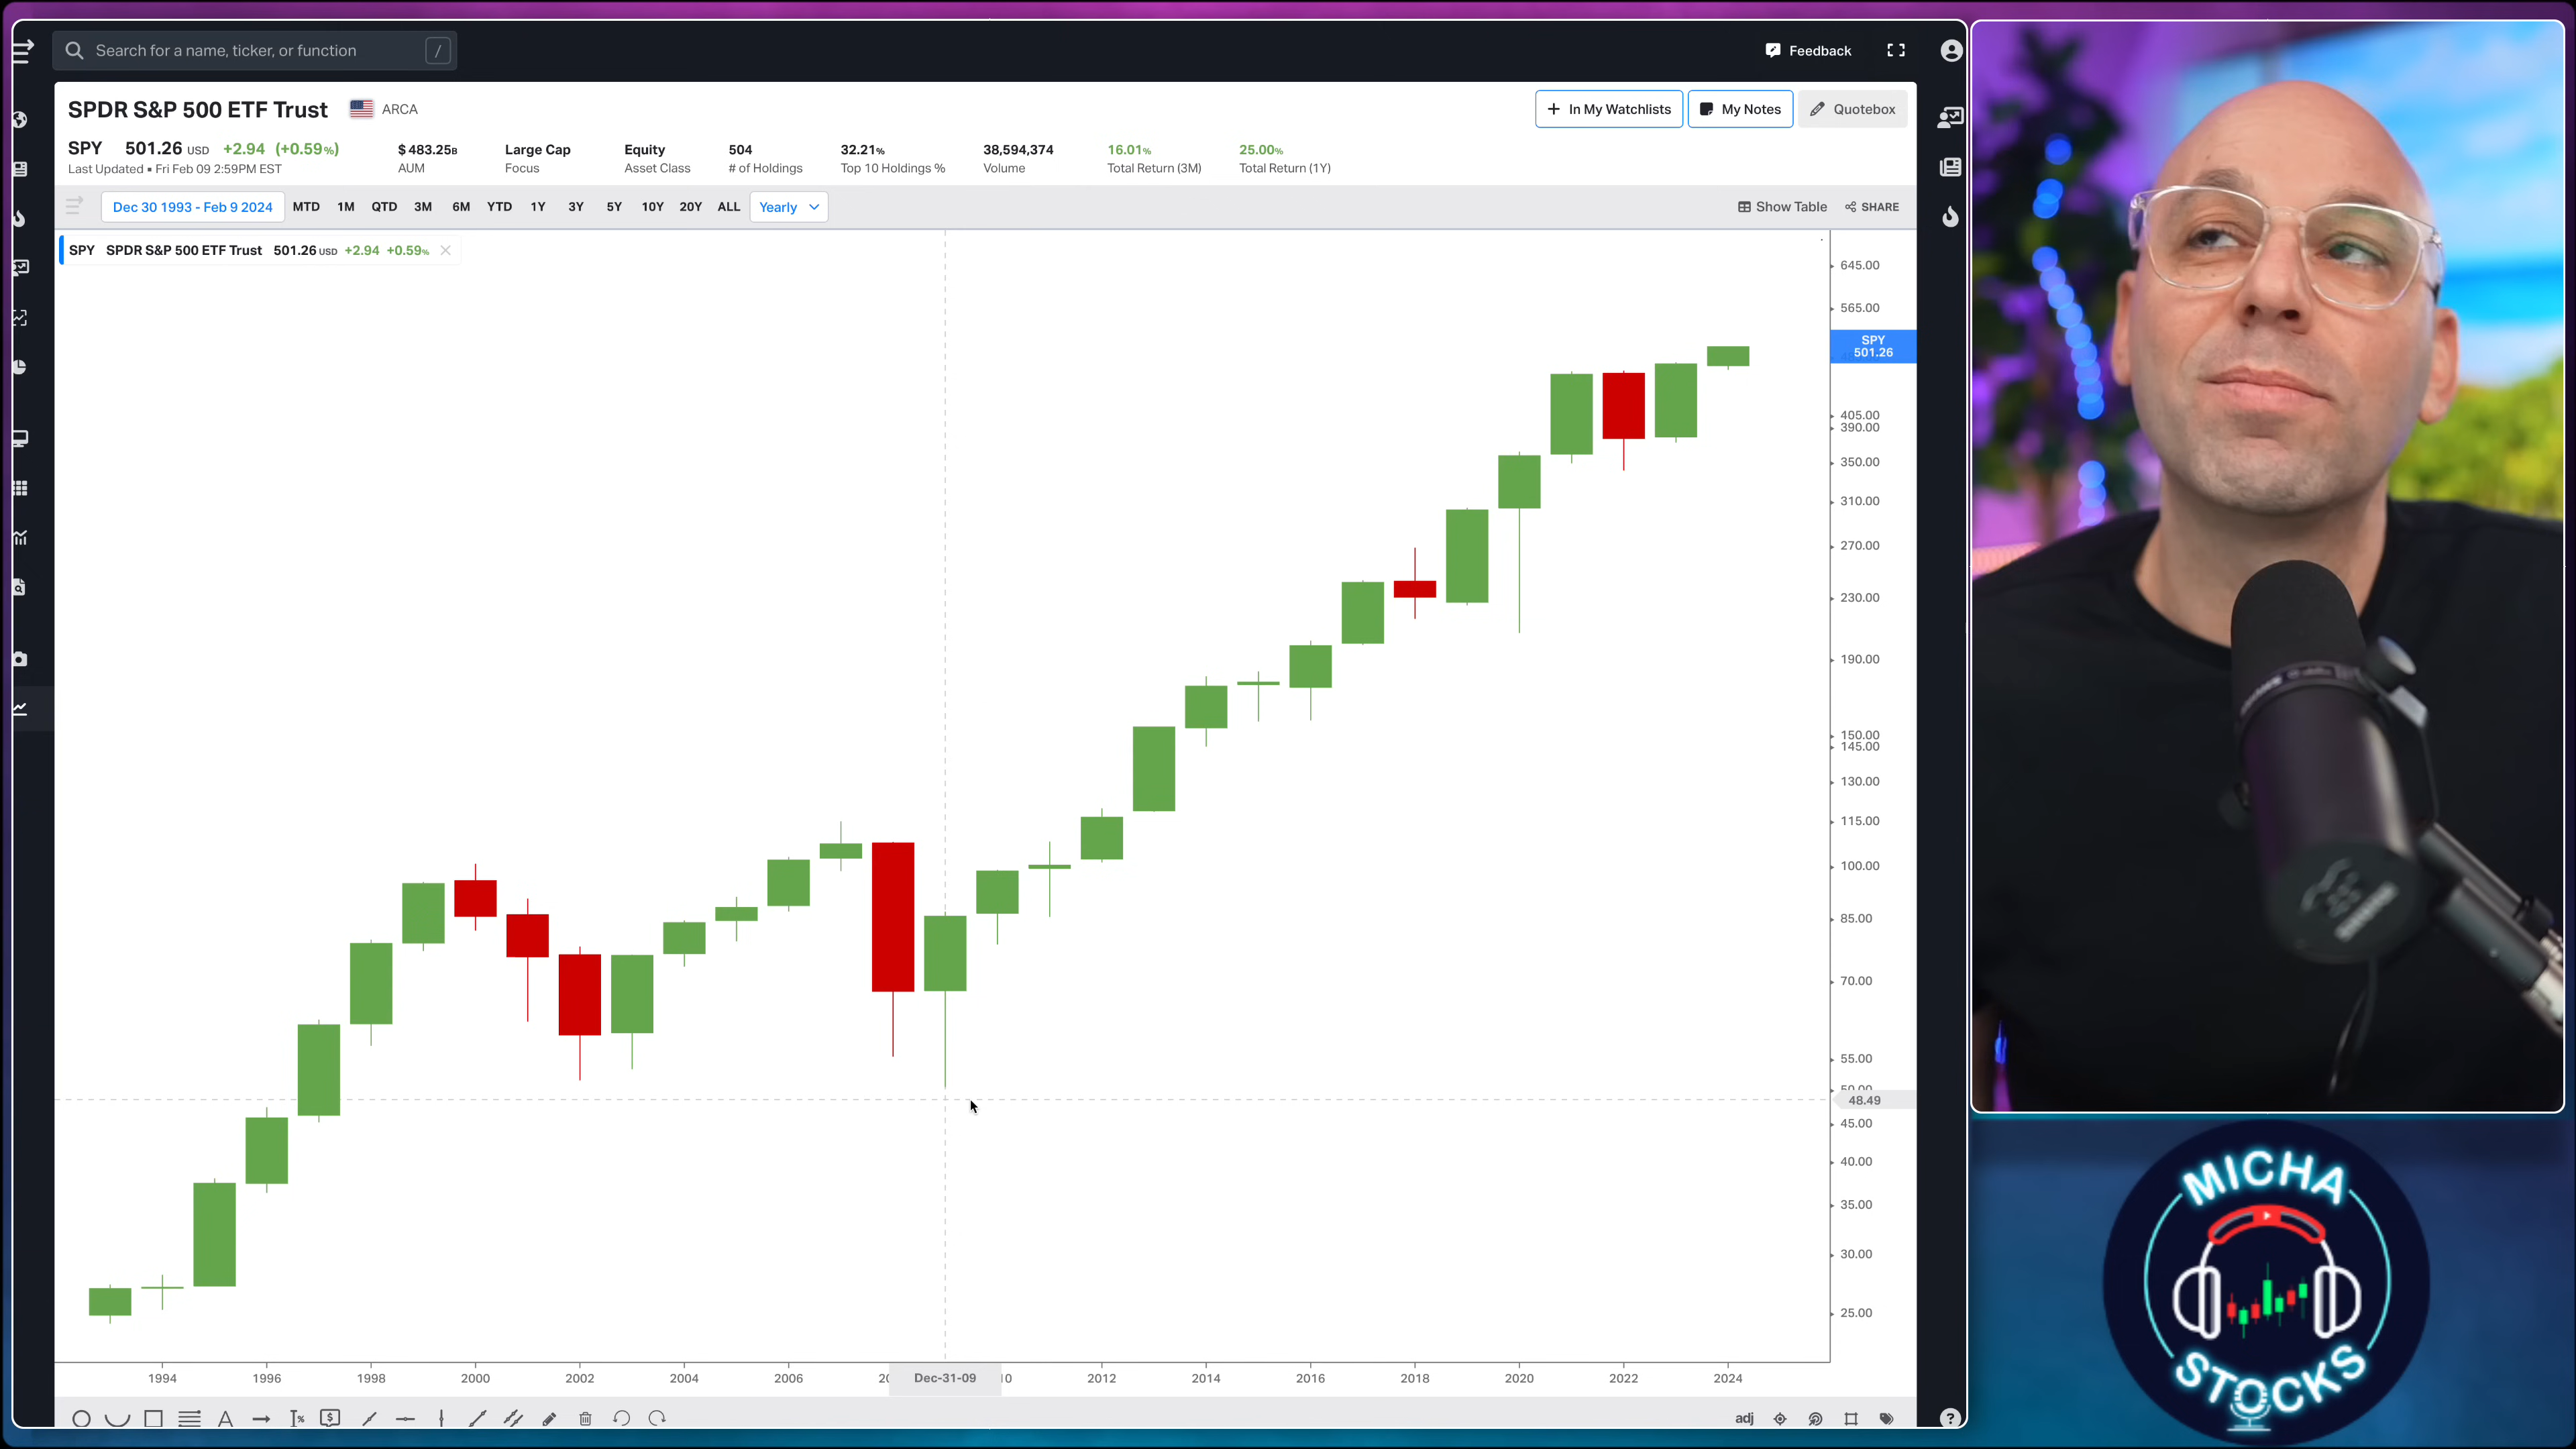 Search for a name, ticker, or function /
Feedback
SPDR S&P 500 ETF Trust ARCA
In My Watchlists My Notes Quotebox
SPY 501.26 USD +2.94 (+0.59%)
Last Updated ▪ Fri Feb 09 2:59PM EST
$ 483.25B
AUM
Large Cap
Focus
Equity
Asset Class
504
# of Holdings
32.21%
Top 10 Holdings %
38,594,374
Volume
16.01%
Total Return (3M)
25.00%
Total Return (1Y)
Dec 30 1993 - Feb 9 2024 MTD 1M QTD 3M 6M YTD 1Y 3Y 5Y 10Y 20Y ALL Yearly
Show Table SHARE
SPY SPDR S&P 500 ETF Trust 501.26 USD +2.94 +0.59%
645.00
565.00
SPY
501.26
405.00
390.00
350.00
310.00
270.00
230.00
190.00
150.00
145.00
130.00
115.00
100.00
85.00
70.00
55.00
50.00
48.49
45.00
40.00
35.00
30.00
25.00
1994 1996 1998 2000 2002 2004 2006 20 Dec-31-09 10 2012 2014 2016 2018 2020 2022 2024
adj
?
MICHA
STOCKS